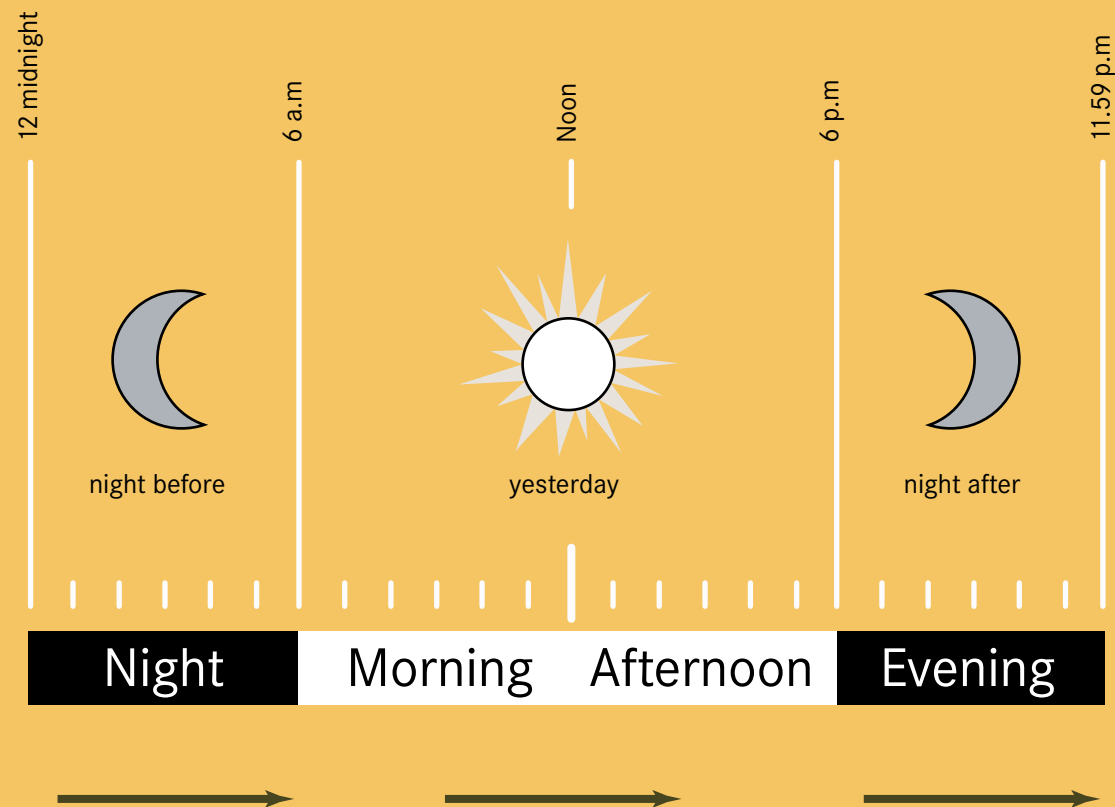 12 midnight
6 a.m
Noon
6 p.m
11.59 p.m
night before
yesterday
night after
Night
Morning
Afternoon
Evening